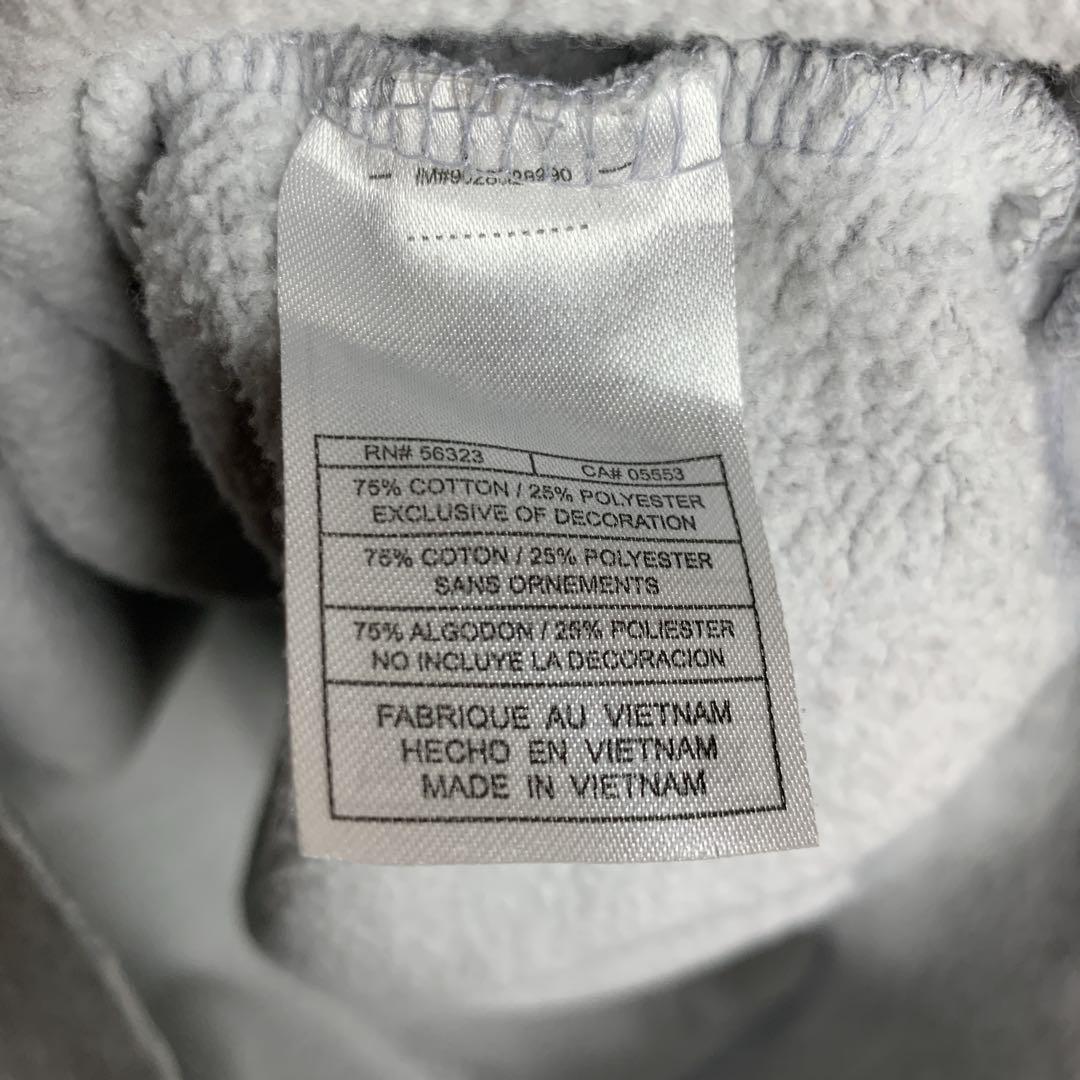 RN# 56323
CA# 05553
75% COTTON / 25% POLYESTER
EXCLUSIVE OF DECORATION
75% COTON / 25% POLYESTER
SANS ORNEMENTS
75% ALGODON / 25% POLIESTER
NO INCLUYE LA DECORACION
FABRIQUE AU VIETNAM
HECHO EN VIETNAM
MADE IN VIETNAM